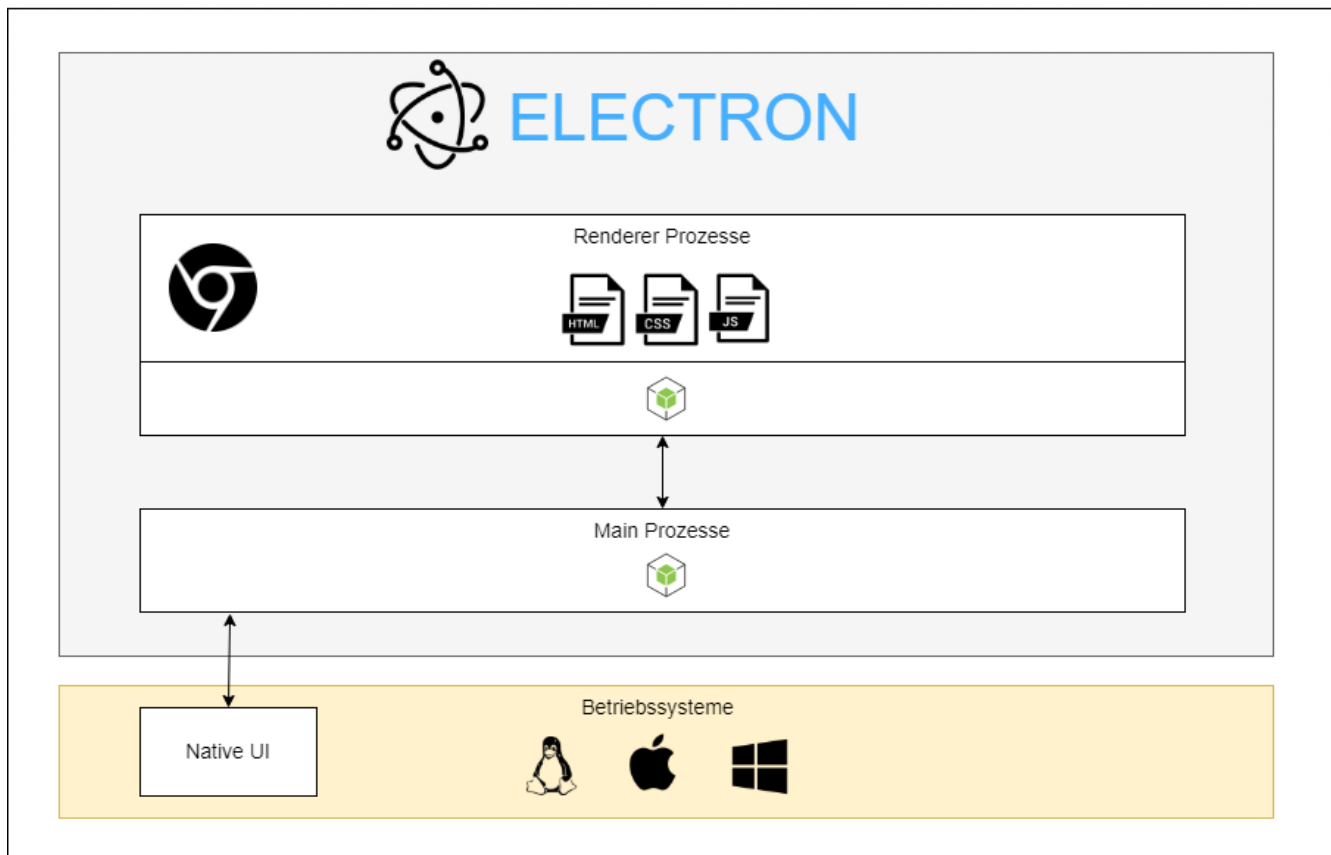 ELECTRON
Renderer Prozesse
HTML
CSS
JS
Main Prozesse
Betriebssysteme
Native UI